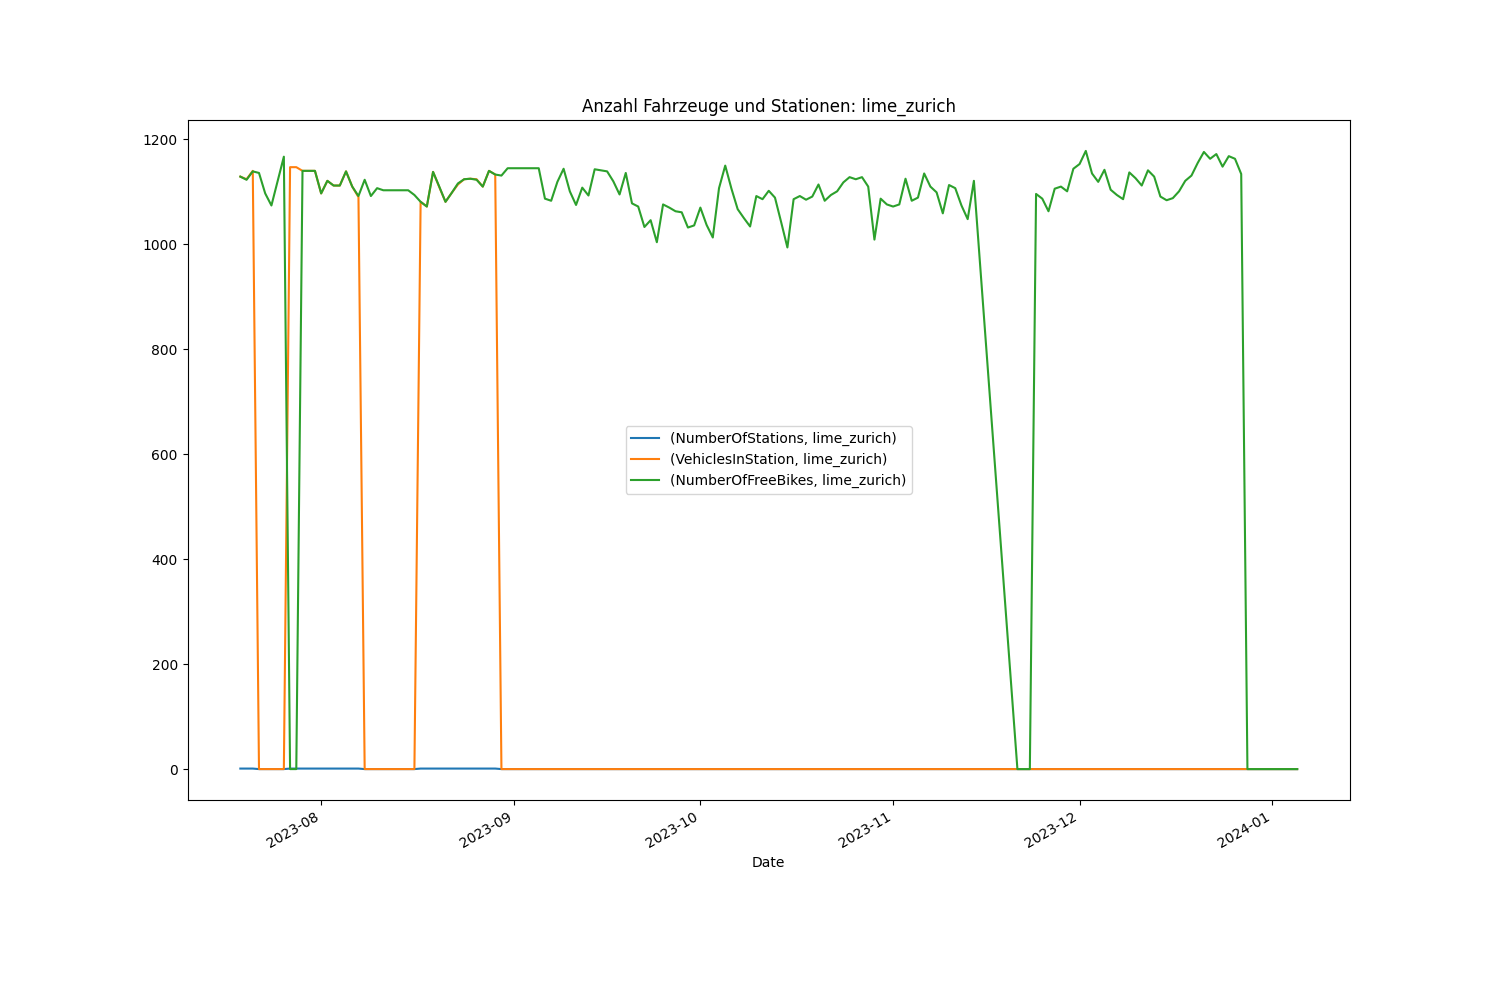 Anzahl Fahrzeuge und Stationen: lime_zurich
1200
1000
800
600
400
200
0
(NumberOfStations, lime_zurich)
(VehiclesInStation, lime_zurich)
(NumberOfFreeBikes, lime_zurich)
2023-08
2023-09
2023-10
2023-11
2023-12
2024-01
Date